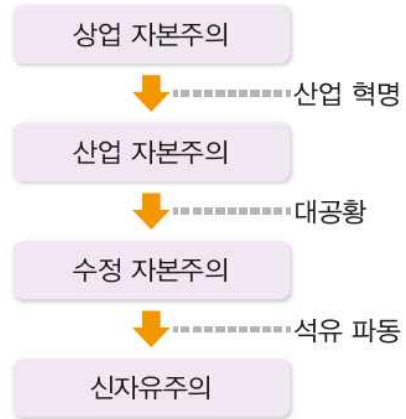 상업 자본주의
산업 혁명
산업 자본주의
대공황
수정 자본주의
석유 파동
신자유주의